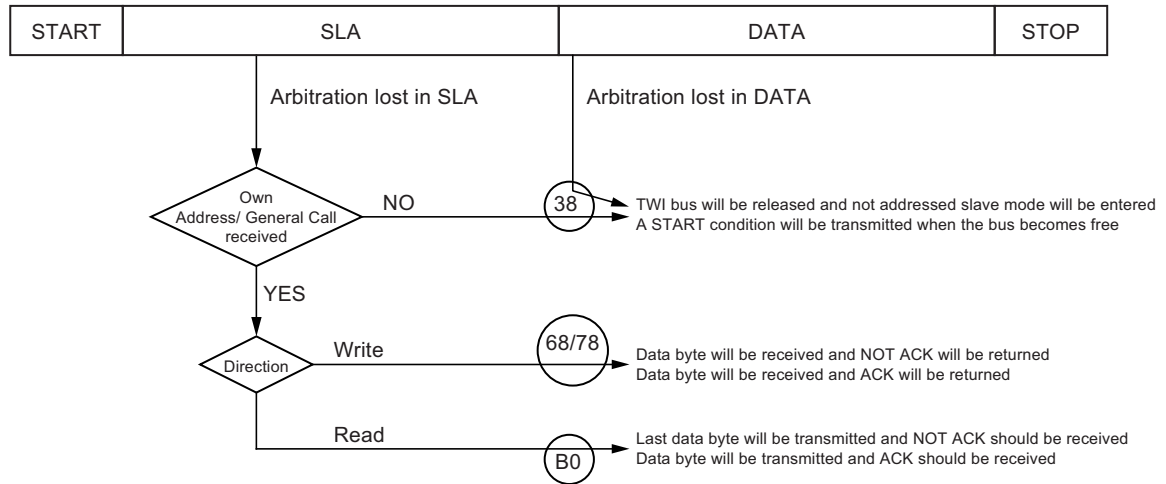 START
SLA
DATA
STOP
Arbitration lost in SLA
Arbitration lost in DATA
Own
Address/ General Call
received
NO
38
TWI bus will be released and not addressed slave mode will be entered
A START condition will be transmitted when the bus becomes free
YES
Direction
Write
68/78
Data byte will be received and NOT ACK will be returned
Data byte will be received and ACK will be returned
Read
B0
Last data byte will be transmitted and NOT ACK should be received
Data byte will be transmitted and ACK should be received